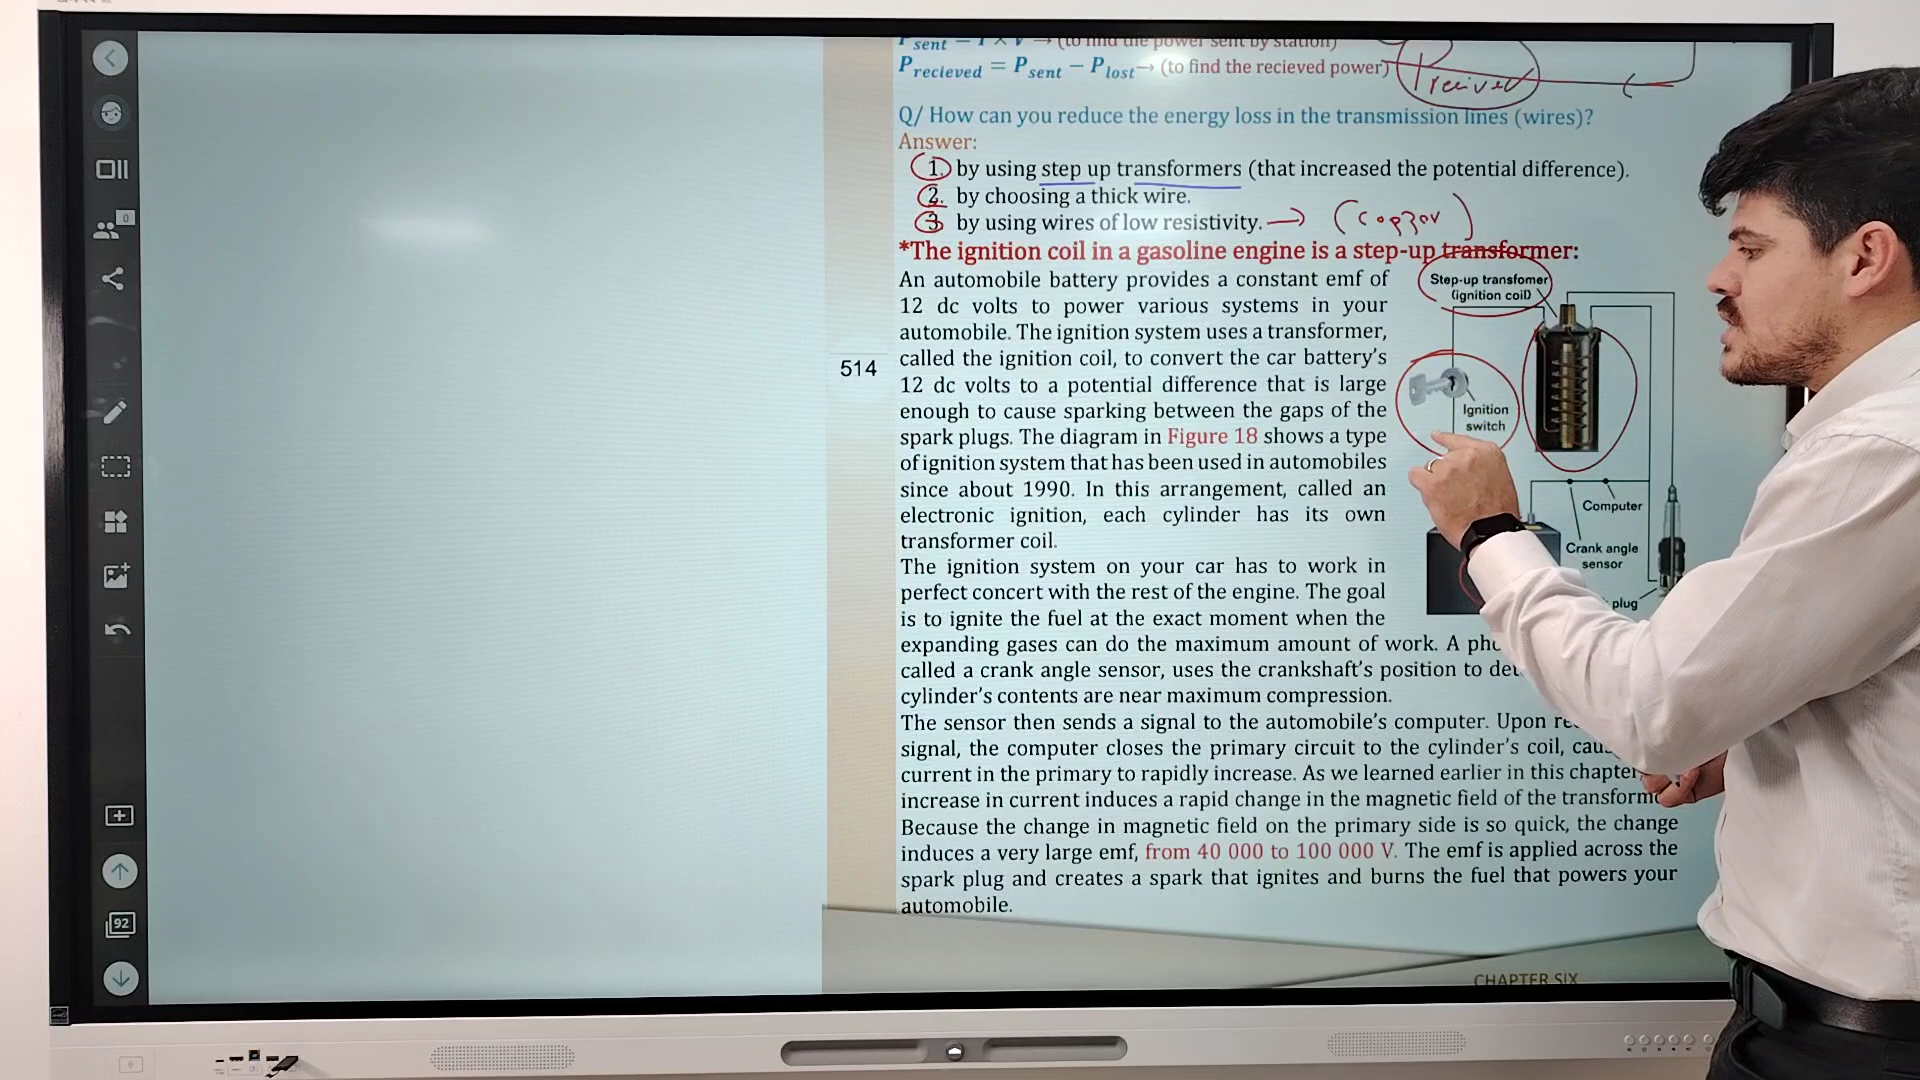 P sent = I × V → (to find the power sent by station)
P recieved = P sent − P lost → (to find the recieved power)
Q/ How can you reduce the energy loss in the transmission lines (wires)?
Answer:
1. by using step up transformers (that increased the potential difference).
2. by choosing a thick wire.
3 by using wires of low resistivity. →
*The ignition coil in a gasoline engine is a step-up transformer:
An automobile battery provides a constant emf of
12 dc volts to power various systems in your
automobile. The ignition system uses a transformer,
called the ignition coil, to convert the car battery's
12 dc volts to a potential difference that is large
enough to cause sparking between the gaps of the
spark plugs. The diagram in Figure 18 shows a type
of ignition system that has been used in automobiles
since about 1990. In this arrangement, called an
electronic ignition, each cylinder has its own
transformer coil.
The ignition system on your car has to work in
perfect concert with the rest of the engine. The goal
is to ignite the fuel at the exact moment when the
expanding gases can do the maximum amount of work. A
called a crank angle sensor, uses the crankshaft's position to
cylinder's contents are near maximum compression.
The sensor then sends a signal to the automobile's computer. Upon
signal, the computer closes the primary circuit to the cylinder's coil,
current in the primary to rapidly increase. As we learned earlier in this chapter
increase in current induces a rapid change in the magnetic field of the
Because the change in magnetic field on the primary side is so quick, the change
induces a very large emf, from 40 000 to 100 000 V. The emf is applied across the
spark plug and creates a spark that ignites and burns the fuel that powers your
automobile.
Step-up transfomer
(ignition coil)
Ignition
switch
Computer
Crank angle
sensor
plug
514
CHAPTER SIX
0
92